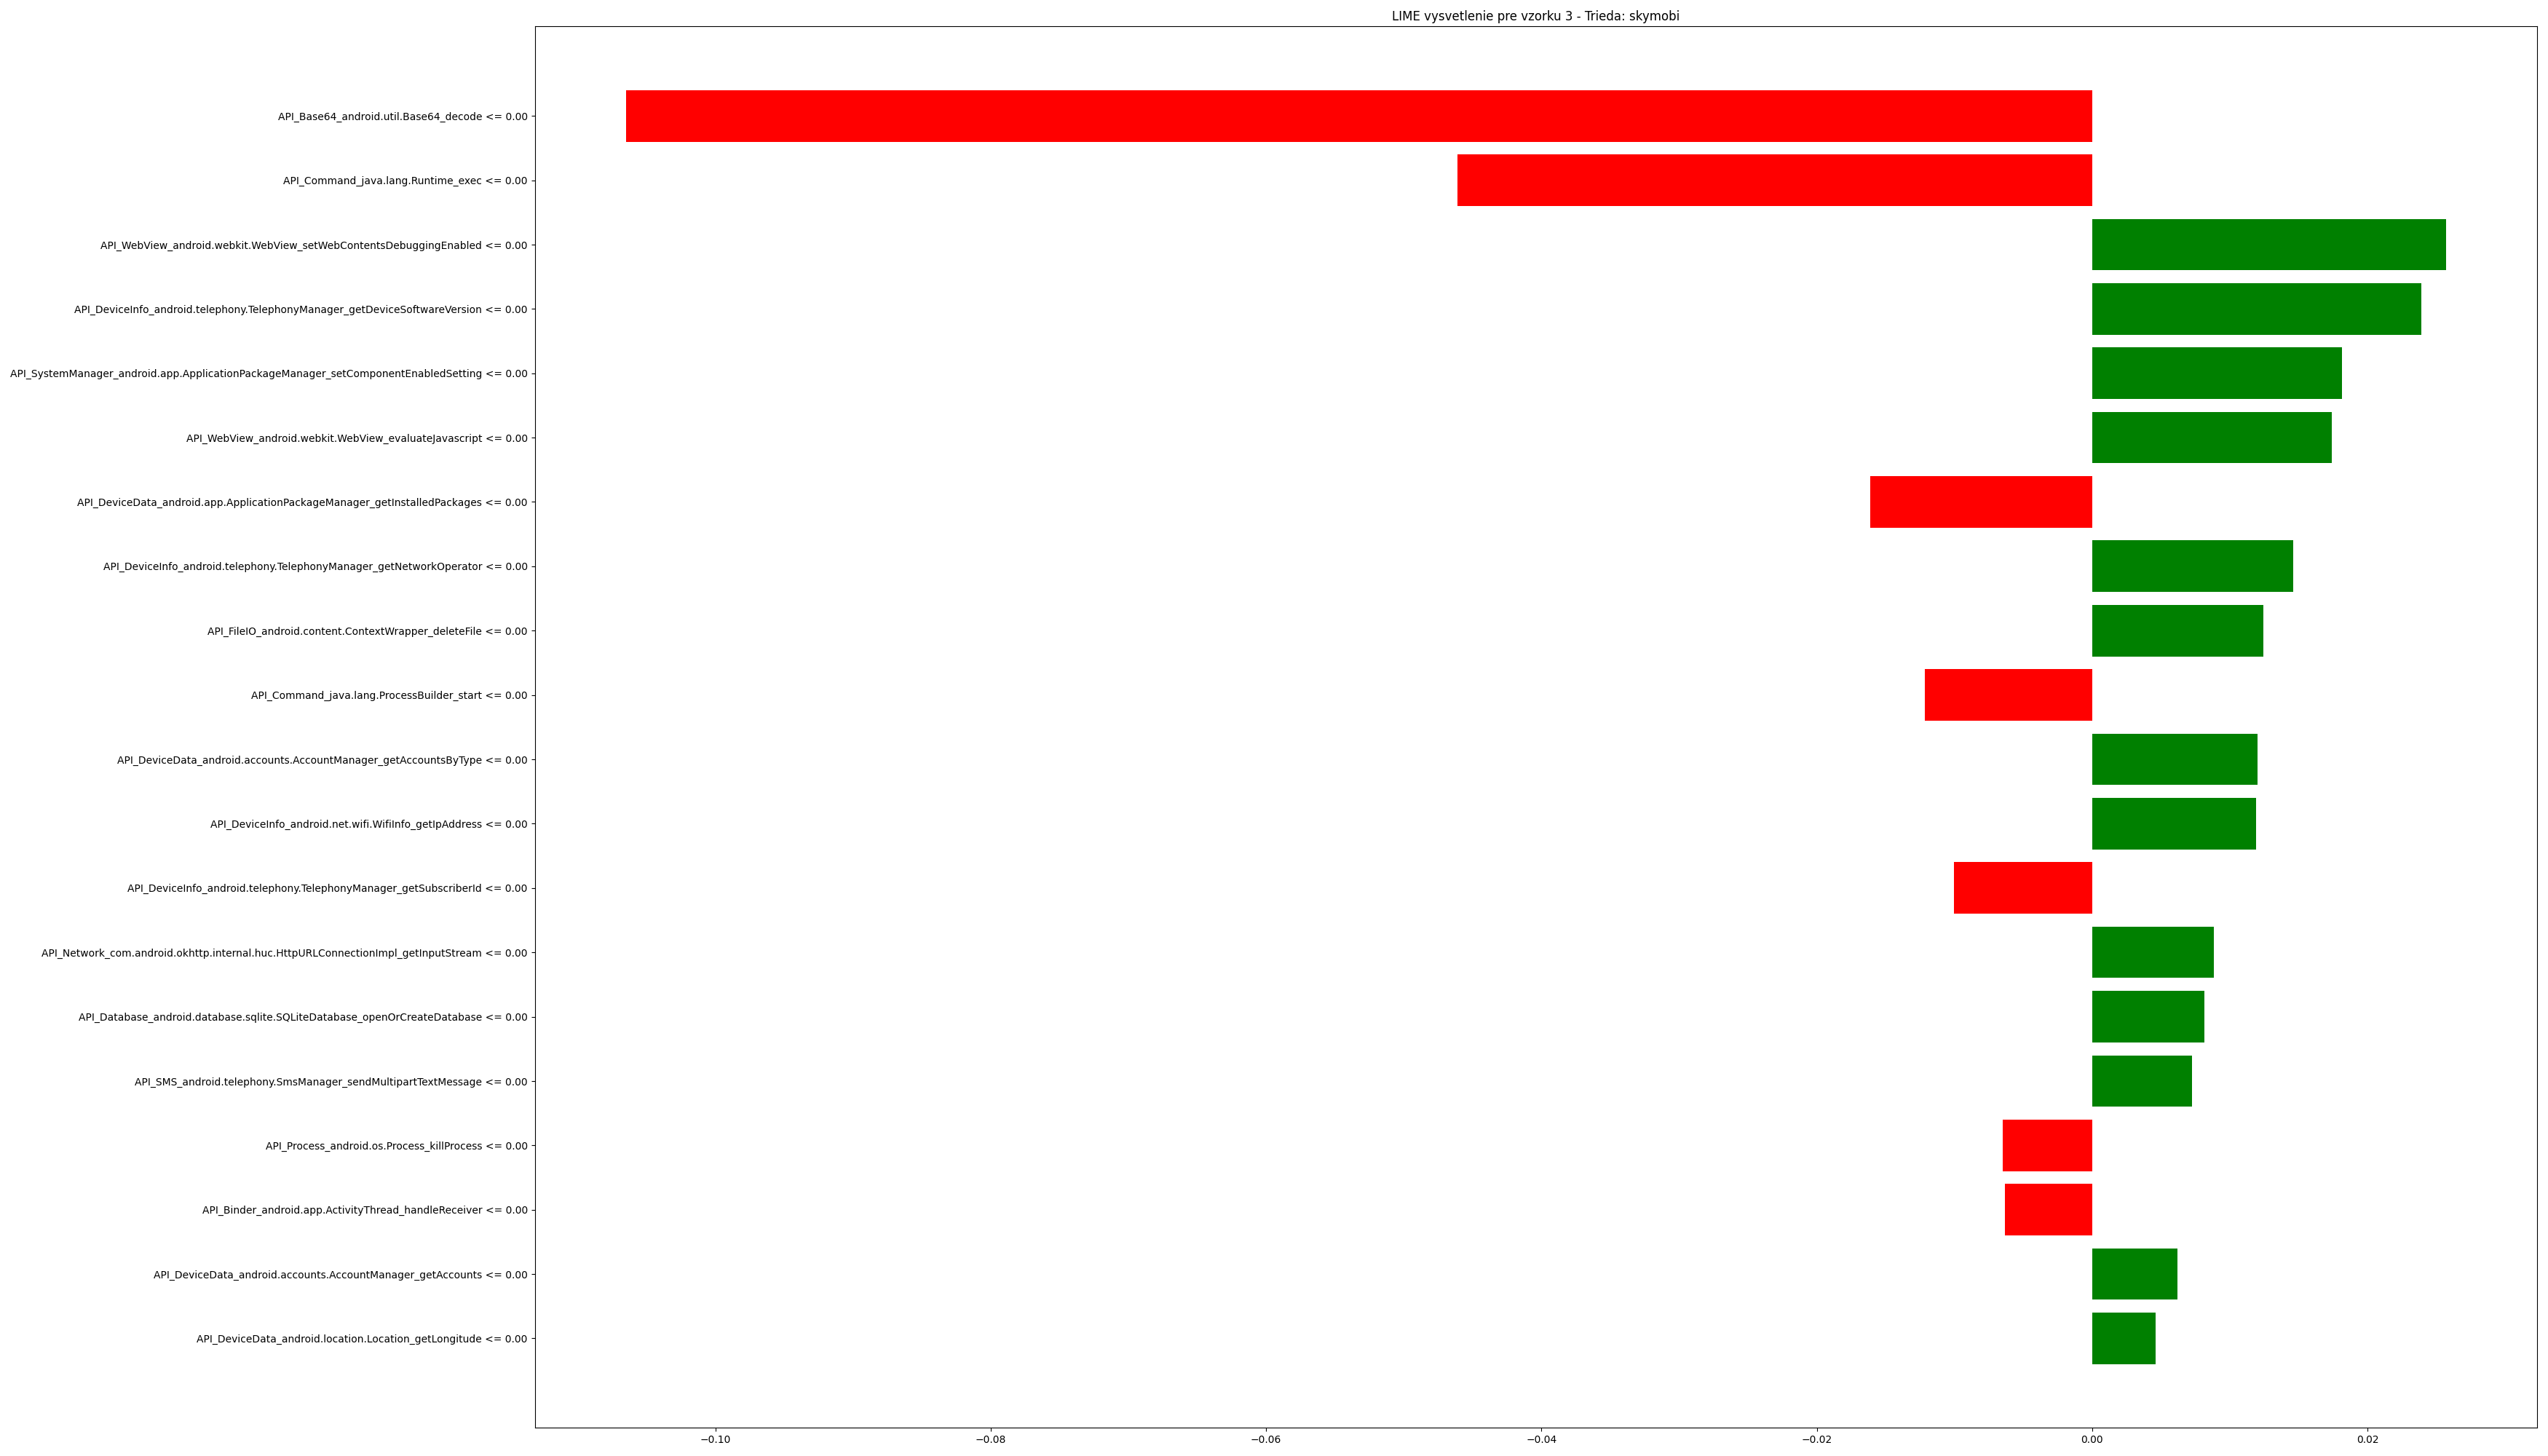 LIME vysvetlenie pre vzorku 3 - Trieda: skymobi
API_Base64_android.util.Base64_decode <= 0.00
API_Command_java.lang.Runtime_exec <= 0.00
API_WebView_android.webkit.WebView_setWebContentsDebuggingEnabled <= 0.00
API_DeviceInfo_android.telephony.TelephonyManager_getDeviceSoftwareVersion <= 0.00
API_SystemManager_android.app.ApplicationPackageManager_setComponentEnabledSetting <= 0.00
API_WebView_android.webkit.WebView_evaluateJavascript <= 0.00
API_DeviceData_android.app.ApplicationPackageManager_getInstalledPackages <= 0.00
API_DeviceInfo_android.telephony.TelephonyManager_getNetworkOperator <= 0.00
API_FileIO_android.content.ContextWrapper_deleteFile <= 0.00
API_Command_java.lang.ProcessBuilder_start <= 0.00
API_DeviceData_android.accounts.AccountManager_getAccountsByType <= 0.00
API_DeviceInfo_android.net.wifi.WifiInfo_getIpAddress <= 0.00
API_DeviceInfo_android.telephony.TelephonyManager_getSubscriberId <= 0.00
API_Network_com.android.okhttp.internal.huc.HttpURLConnectionImpl_getInputStream <= 0.00
API_Database_android.database.sqlite.SQLiteDatabase_openOrCreateDatabase <= 0.00
API_SMS_android.telephony.SmsManager_sendMultipartTextMessage <= 0.00
API_Process_android.os.Process_killProcess <= 0.00
API_Binder_android.app.ActivityThread_handleReceiver <= 0.00
API_DeviceData_android.accounts.AccountManager_getAccounts <= 0.00
API_DeviceData_android.location.Location_getLongitude <= 0.00
−0.10 −0.08 −0.06 −0.04 −0.02 0.00 0.02